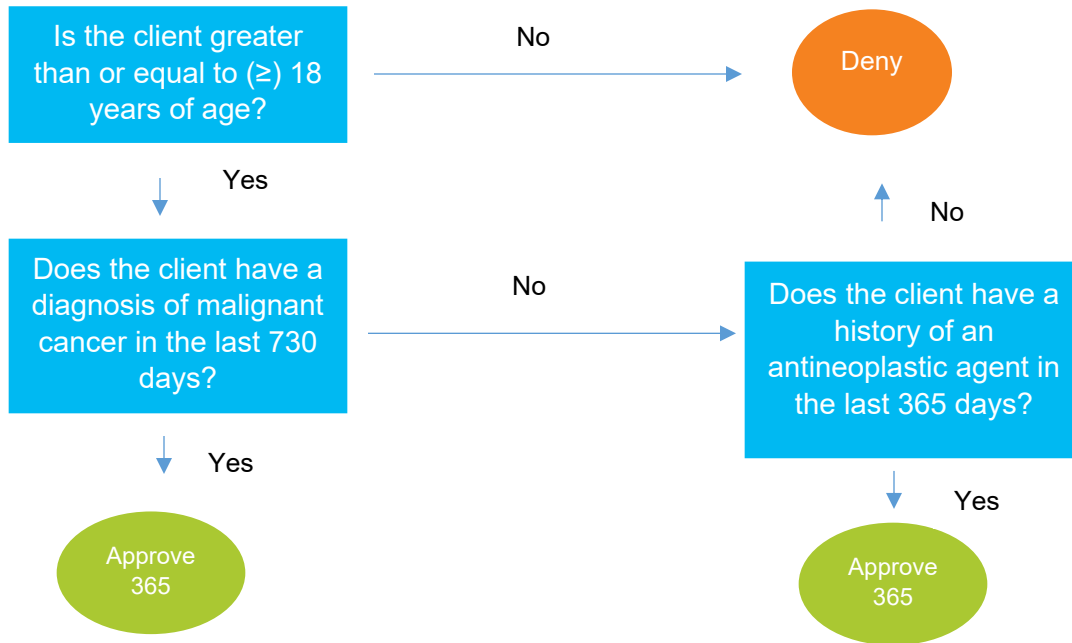 Is the client greater
than or equal to (≥) 18
years of age?
No
Deny
Yes
No
Does the client have a
diagnosis of malignant
cancer in the last 730
days?
No
Does the client have a
history of an
antineoplastic agent in
the last 365 days?
Yes
Yes
Approve
365
Approve
365